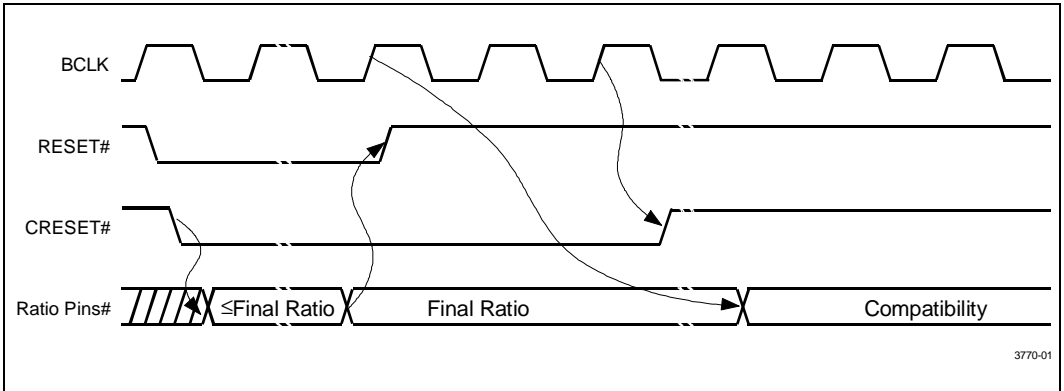 BCLK
RESET#
CRESET#
Ratio Pins#
≤Final Ratio
Final Ratio
Compatibility
3770-01